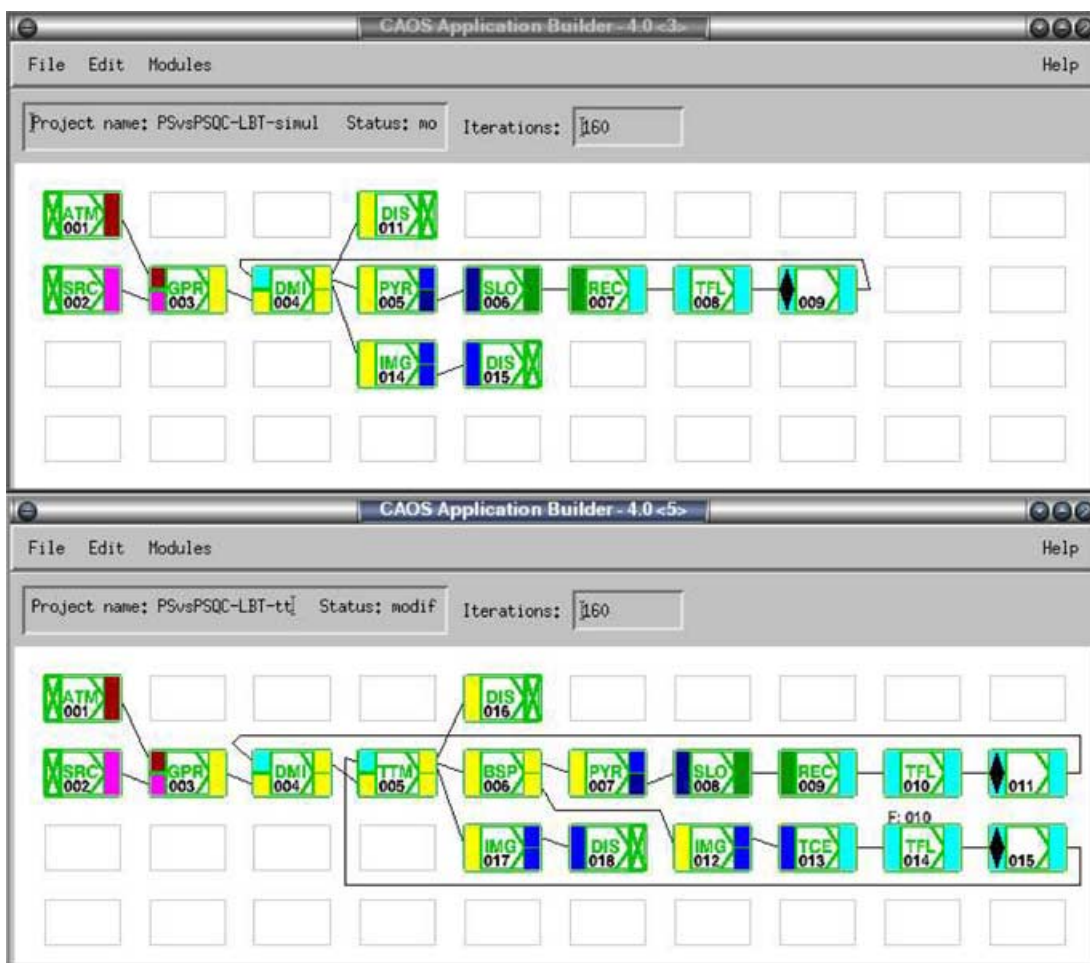 CAOS Application Builder - 4.0 <3>
File Edit Modules Help
Project name: PSvsPSQC-LBT-simul Status: mo Iterations: 160
ATM 001
DIS 011
SRC 002
GPR 003
DMI 004
PYR 005
SLO 006
REC 007
TFL 008
009
IMG 014
DIS 015
CAOS Application Builder - 4.0 <5>
File Edit Modules Help
Project name: PSvsPSQC-LBT-tt Status: modif Iterations: 160
ATM 001
DIS 016
SRC 002
GPR 003
DMI 004
TTM 005
BSP 006
PYR 007
SLO 008
REC 009
TFL 010
011
F: 010
IMG 017
DIS 018
IMG 012
TCE 013
TFL 014
015